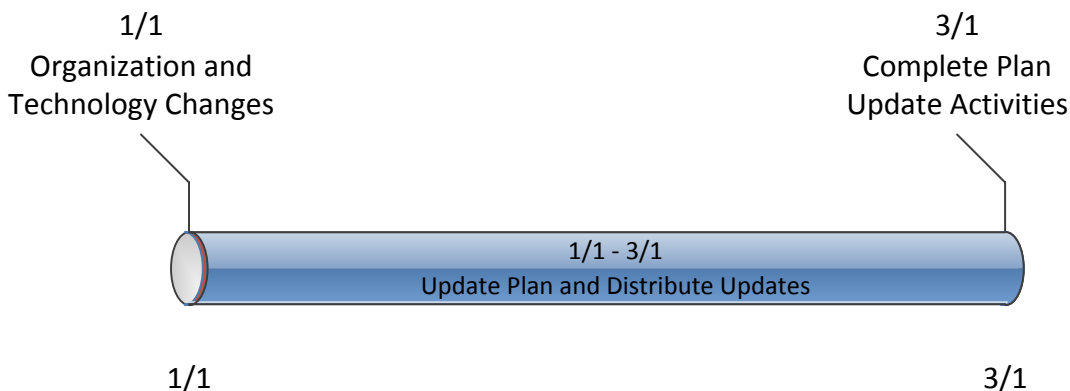 1/1
Organization and
Technology Changes
3/1
Complete Plan
Update Activities
1/1 - 3/1
Update Plan and Distribute Updates
1/1
3/1